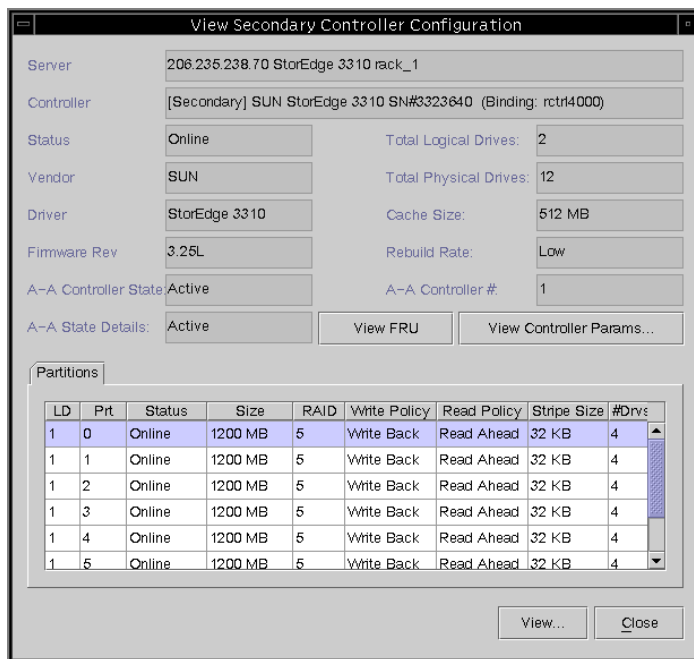 View Secondary Controller Configuration
Server 206.235.238.70 StorEdge 3310 rack_1
Controller [Secondary] SUN StorEdge 3310 SN#3323640 (Binding: rctrl4000)
Status Online Total Logical Drives: 2
Vendor SUN Total Physical Drives: 12
Driver StorEdge 3310 Cache Size: 512 MB
Firmware Rev 3.25L Rebuild Rate: Low
A-A Controller State: Active A-A Controller #: 1
A-A State Details: Active View FRU View Controller Params...
Partitions
LD Prt Status Size RAID Write Policy Read Policy Stripe Size #Drvs
1 0 Online 1200 MB 5 Write Back Read Ahead 32 KB 4
1 1 Online 1200 MB 5 Write Back Read Ahead 32 KB 4
1 2 Online 1200 MB 5 Write Back Read Ahead 32 KB 4
1 3 Online 1200 MB 5 Write Back Read Ahead 32 KB 4
1 4 Online 1200 MB 5 Write Back Read Ahead 32 KB 4
1 5 Online 1200 MB 5 Write Back Read Ahead 32 KB 4
View... Close